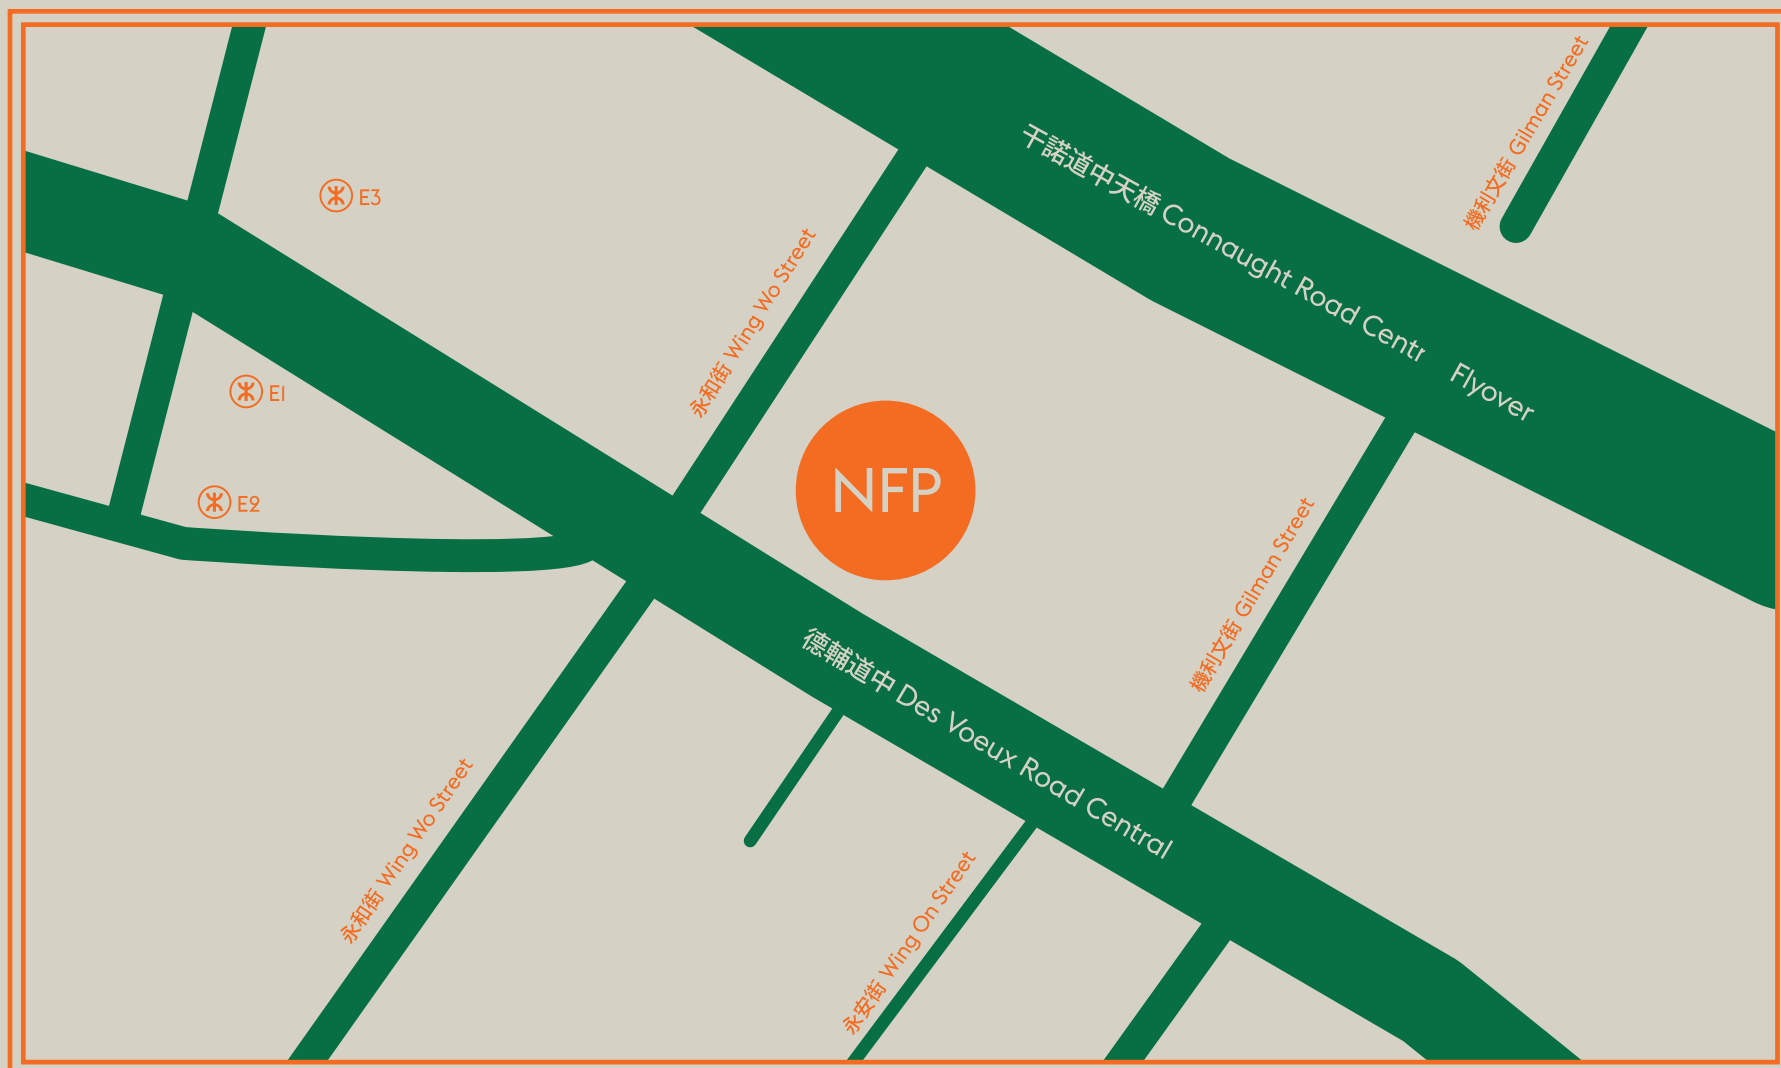 機利文街 Gilman Street
干諾道中天橋 Connaught Road Centr Flyover
E3
永和街 Wing Wo Street
E1
NFP
E2
機利文街 Gilman Street
德輔道中 Des Voeux Road Central
永和街 Wing Wo Street
永安街 Wing On Street